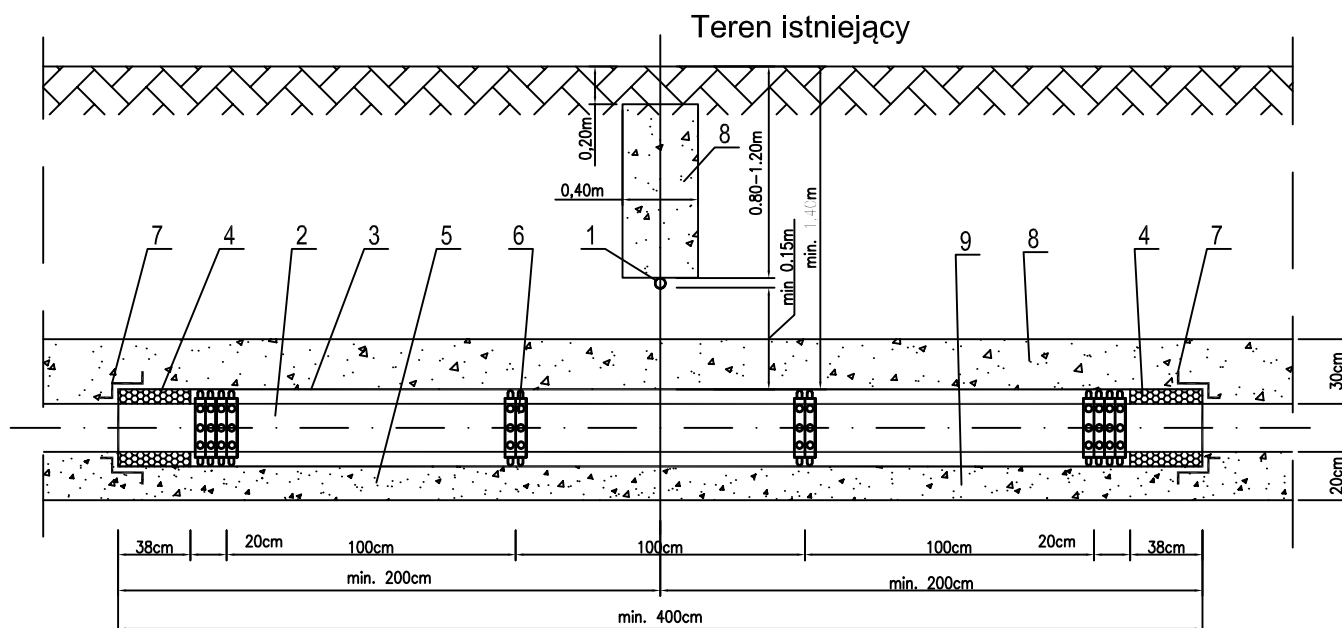 Teren istniejący
0,20m
8
0.80-1.20m
min. 1.40m
0,40m
min 0.15m
7
4
2
3
5
6
1
9
8
4
7
30cm
20cm
38cm
20cm
100cm
100cm
100cm
20cm
38cm
min. 200cm
min. 200cm
min. 400cm